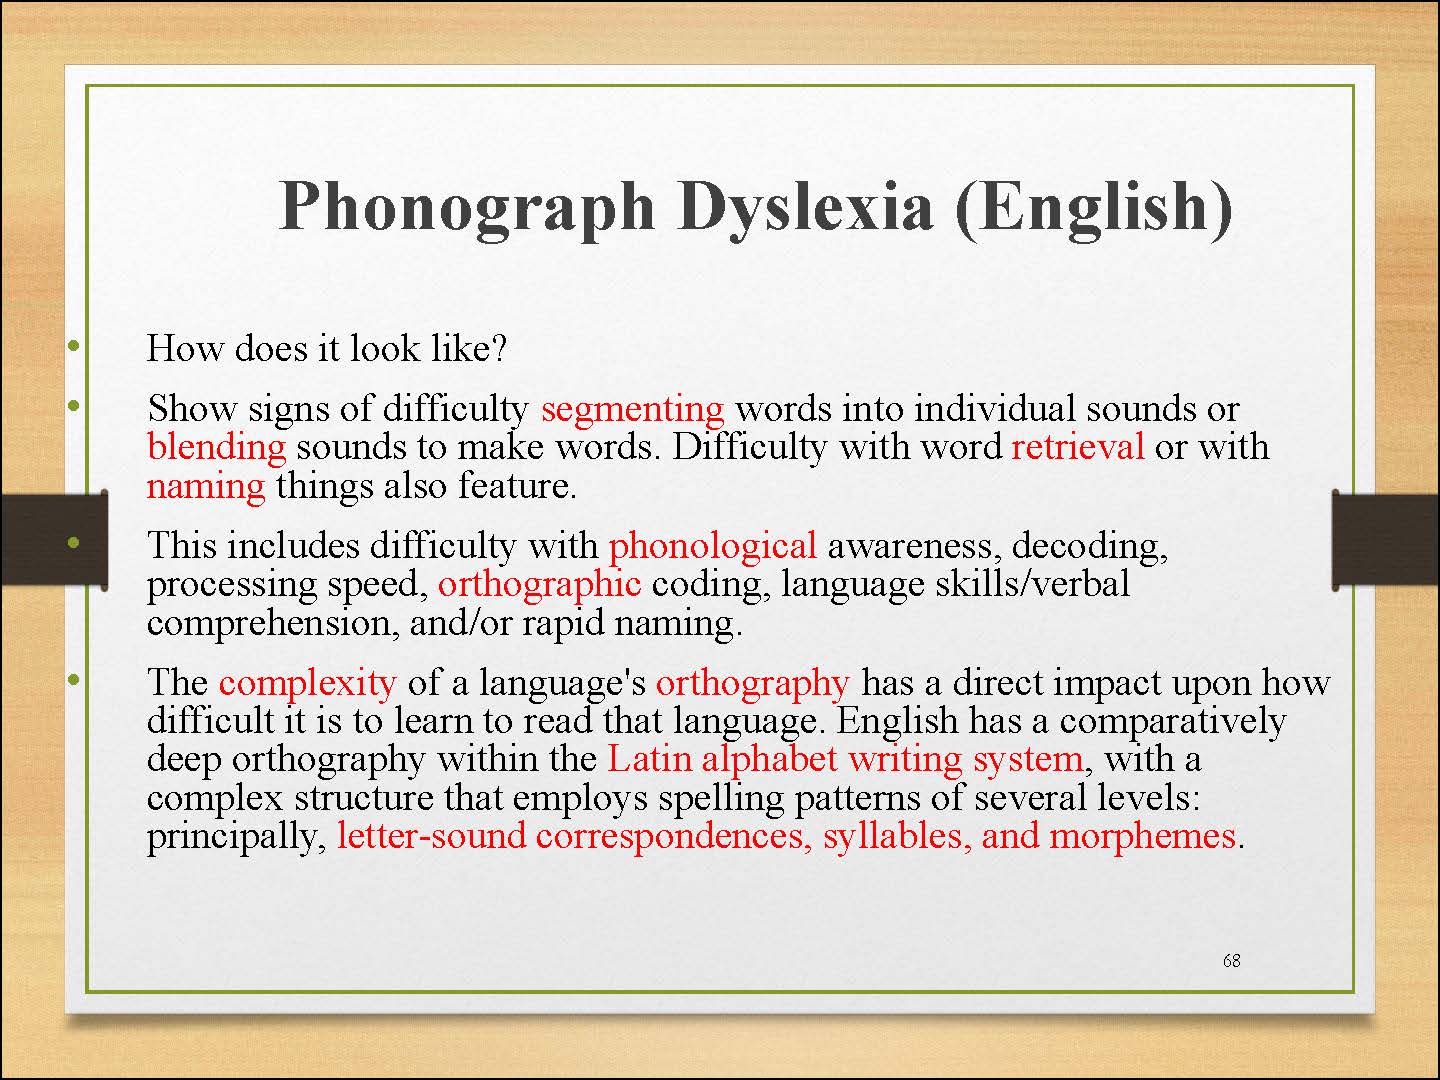 Phonograph Dyslexia (English)
• How does it look like?
• Show signs of difficulty segmenting words into individual sounds or
blending sounds to make words. Difficulty with word retrieval or with
naming things also feature.
• This includes difficulty with phonological awareness, decoding,
processing speed, orthographic coding, language skills/verbal
comprehension, and/or rapid naming.
• The complexity of a language's orthography has a direct impact upon how
difficult it is to learn to read that language. English has a comparatively
deep orthography within the Latin alphabet writing system, with a
complex structure that employs spelling patterns of several levels:
principally, letter-sound correspondences, syllables, and morphemes.
68